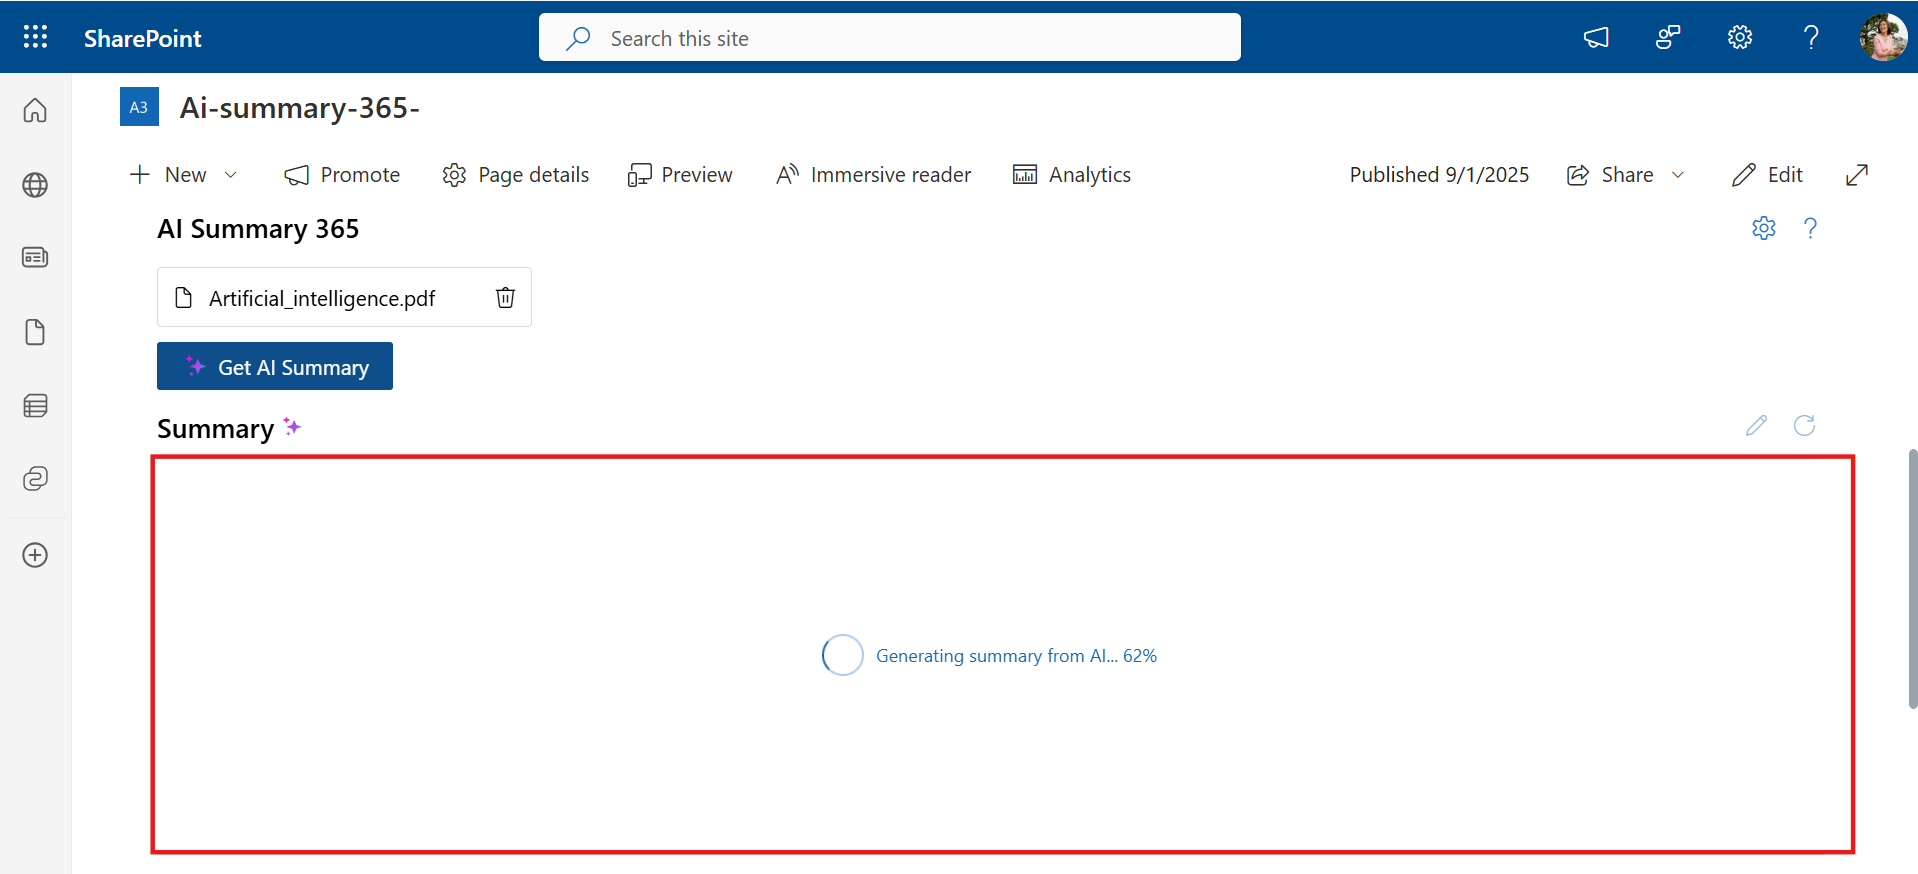 SharePoint
Search this site
A3
Ai-summary-365-
New
Promote
Page details
Preview
Immersive reader
Analytics
Published 9/1/2025
Share
Edit
AI Summary 365
Artificial_intelligence.pdf
Get AI Summary
Summary
Generating summary from AI... 62%